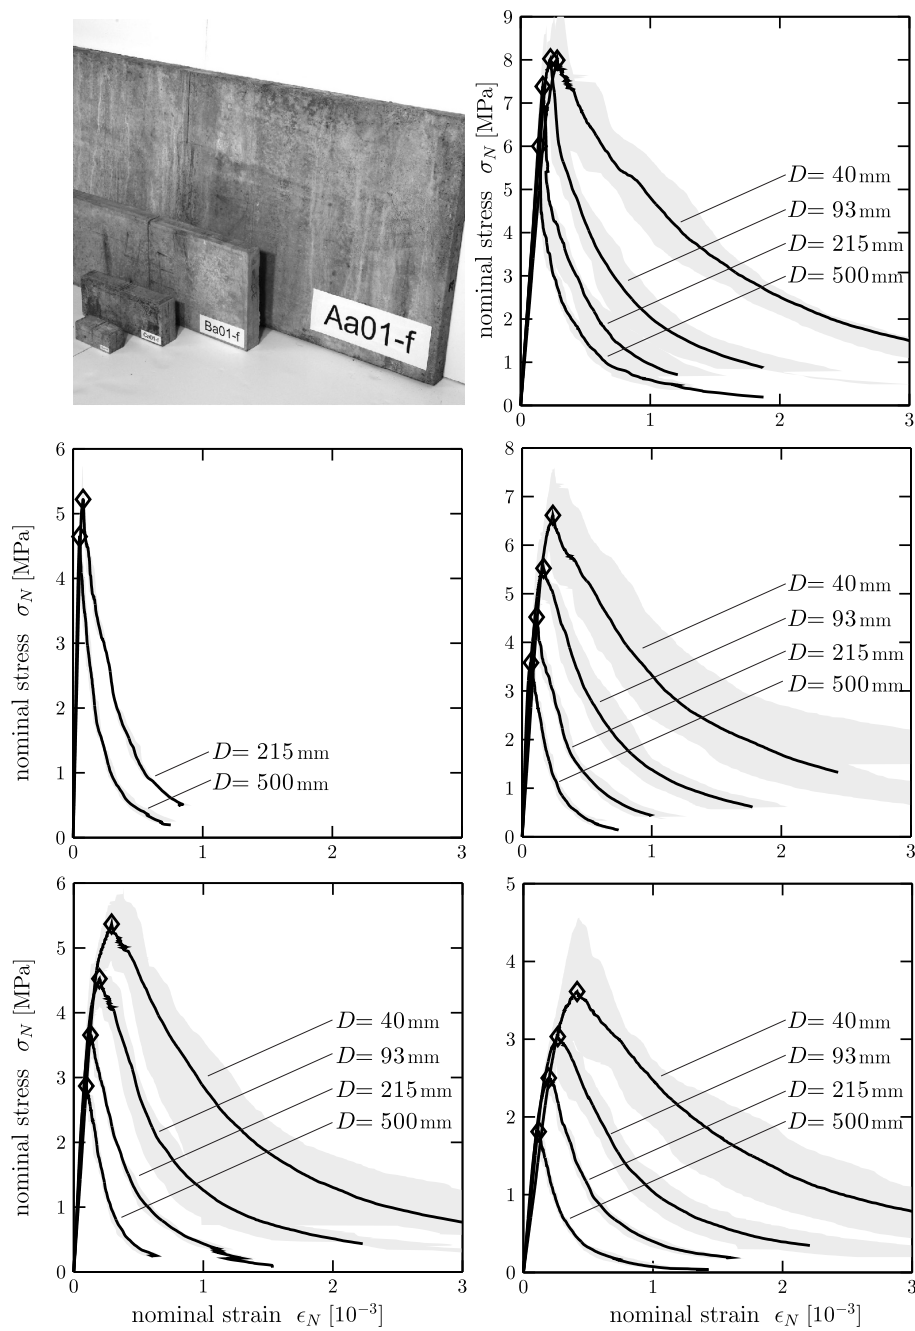 Aa01-f
Ba01-f
Ca01-f
9
8
7
6
5
4
3
2
1
0
nominal stress σ_N [MPa]
D= 40 mm
D= 93 mm
D= 215 mm
D= 500 mm
0 1 2 3
6
5
4
3
2
1
0
nominal stress σ_N [MPa]
D= 215 mm
D= 500 mm
0 1 2 3
8
7
6
5
4
3
2
1
0
D= 40 mm
D= 93 mm
D= 215 mm
D= 500 mm
0 1 2 3
6
5
4
3
2
1
0
nominal stress σ_N [MPa]
D= 40 mm
D= 93 mm
D= 215 mm
D= 500 mm
0 1 2 3
nominal strain ϵ_N [10⁻³]
5
4
3
2
1
0
D= 40 mm
D= 93 mm
D= 215 mm
D= 500 mm
0 1 2 3
nominal strain ϵ_N [10⁻³]